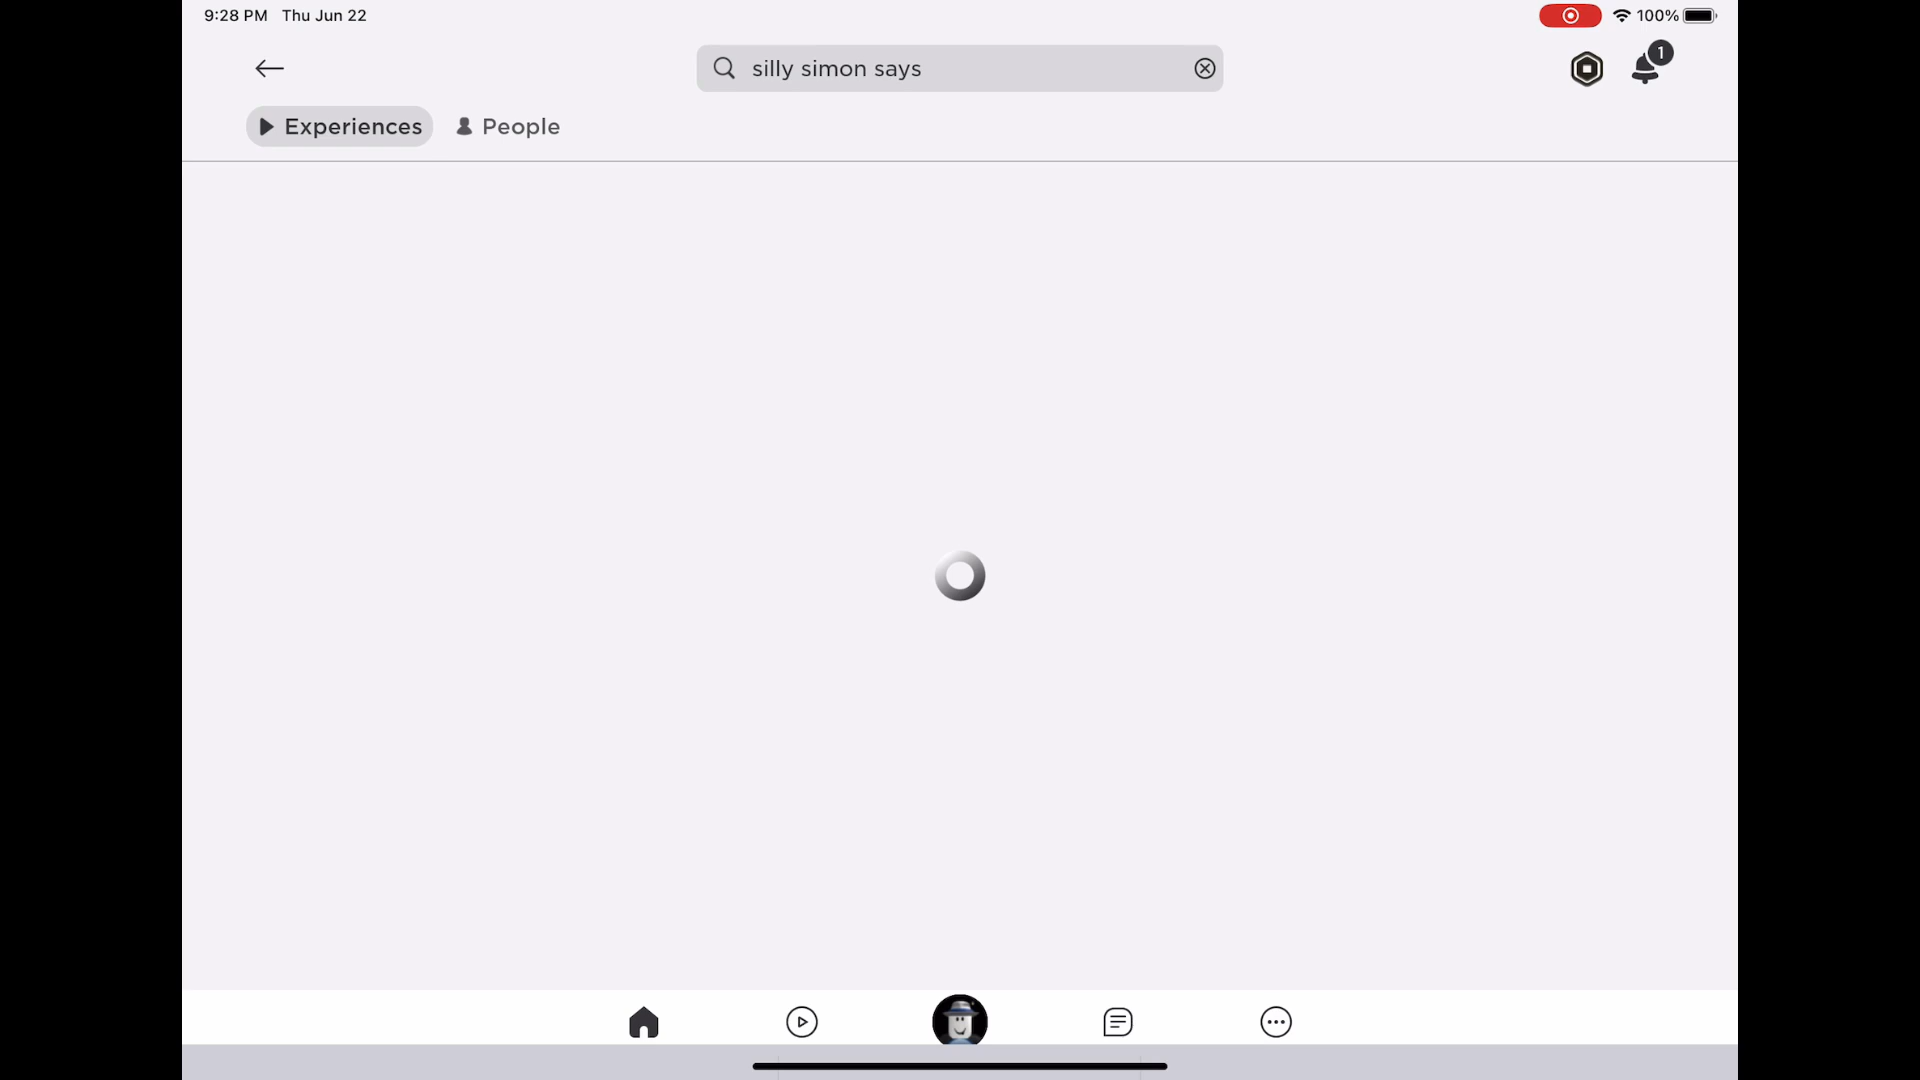 9:28 PM Thu Jun 22
100%
silly simon says
1
Experiences
People